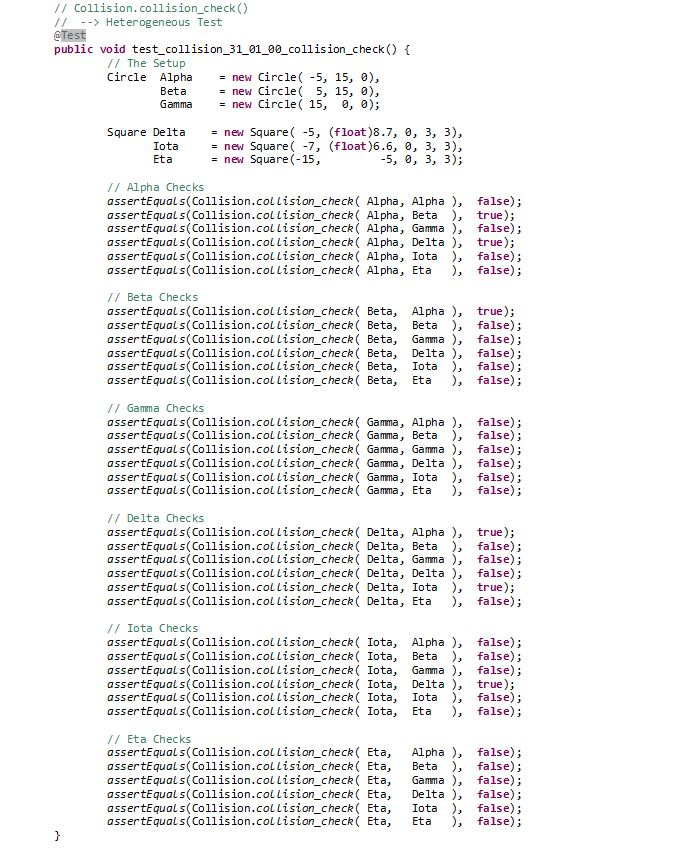 // Collision.collision_check()
//  --> Heterogeneous Test
@Test
public void test_collision_31_01_00_collision_check() {
        // The Setup
        Circle  Alpha    = new Circle( -5, 15, 0),
                Beta     = new Circle(  5, 15, 0),
                Gamma    = new Circle( 15,  0, 0);

        Square Delta    = new Square( -5, (float)8.7, 0, 3, 3),
               Iota     = new Square( -7, (float)6.6, 0, 3, 3),
               Eta      = new Square(-15,         -5, 0, 3, 3);

        // Alpha Checks
        assertEquals(Collision.collision_check( Alpha, Alpha ),  false);
        assertEquals(Collision.collision_check( Alpha, Beta  ),  true);
        assertEquals(Collision.collision_check( Alpha, Gamma ),  false);
        assertEquals(Collision.collision_check( Alpha, Delta ),  true);
        assertEquals(Collision.collision_check( Alpha, Iota  ),  false);
        assertEquals(Collision.collision_check( Alpha, Eta   ),  false);

        // Beta Checks
        assertEquals(Collision.collision_check( Beta,  Alpha ),  true);
        assertEquals(Collision.collision_check( Beta,  Beta  ),  false);
        assertEquals(Collision.collision_check( Beta,  Gamma ),  false);
        assertEquals(Collision.collision_check( Beta,  Delta ),  false);
        assertEquals(Collision.collision_check( Beta,  Iota  ),  false);
        assertEquals(Collision.collision_check( Beta,  Eta   ),  false);

        // Gamma Checks
        assertEquals(Collision.collision_check( Gamma, Alpha ),  false);
        assertEquals(Collision.collision_check( Gamma, Beta  ),  false);
        assertEquals(Collision.collision_check( Gamma, Gamma ),  false);
        assertEquals(Collision.collision_check( Gamma, Delta ),  false);
        assertEquals(Collision.collision_check( Gamma, Iota  ),  false);
        assertEquals(Collision.collision_check( Gamma, Eta   ),  false);

        // Delta Checks
        assertEquals(Collision.collision_check( Delta, Alpha ),  true);
        assertEquals(Collision.collision_check( Delta, Beta  ),  false);
        assertEquals(Collision.collision_check( Delta, Gamma ),  false);
        assertEquals(Collision.collision_check( Delta, Delta ),  false);
        assertEquals(Collision.collision_check( Delta, Iota  ),  true);
        assertEquals(Collision.collision_check( Delta, Eta   ),  false);

        // Iota Checks
        assertEquals(Collision.collision_check( Iota,  Alpha ),  false);
        assertEquals(Collision.collision_check( Iota,  Beta  ),  false);
        assertEquals(Collision.collision_check( Iota,  Gamma ),  false);
        assertEquals(Collision.collision_check( Iota,  Delta ),  true);
        assertEquals(Collision.collision_check( Iota,  Iota  ),  false);
        assertEquals(Collision.collision_check( Iota,  Eta   ),  false);

        // Eta Checks
        assertEquals(Collision.collision_check( Eta,   Alpha ),  false);
        assertEquals(Collision.collision_check( Eta,   Beta  ),  false);
        assertEquals(Collision.collision_check( Eta,   Gamma ),  false);
        assertEquals(Collision.collision_check( Eta,   Delta ),  false);
        assertEquals(Collision.collision_check( Eta,   Iota  ),  false);
        assertEquals(Collision.collision_check( Eta,   Eta   ),  false);
}